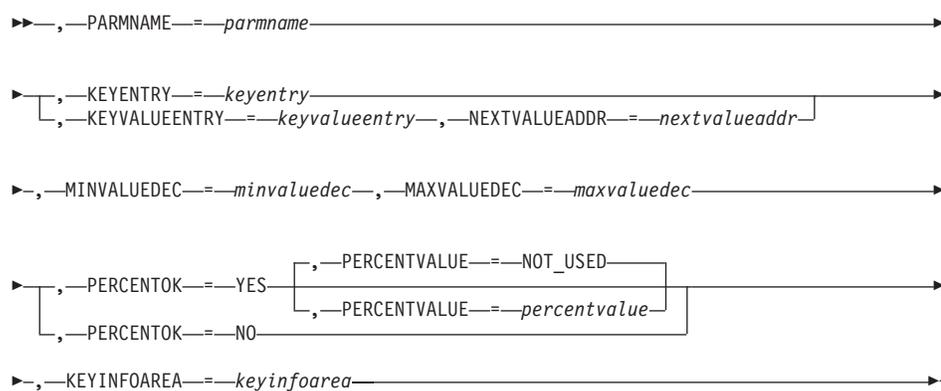 ,PARMNAME=parmname
,KEYENTRY=keyentry
,KEYVALUEENTRY=keyvalueentry,NEXTVALUEADDR=nextvalueaddr
,MINVALUEDEC=minvaluedec,MAXVALUEDEC=maxvaluedec
,PERCENTVALUE=NOT_USED
,PERCENTOK=YES
,PERCENTVALUE=percentvalue
,PERCENTOK=NO
,KEYINFOAREA=keyinfoarea